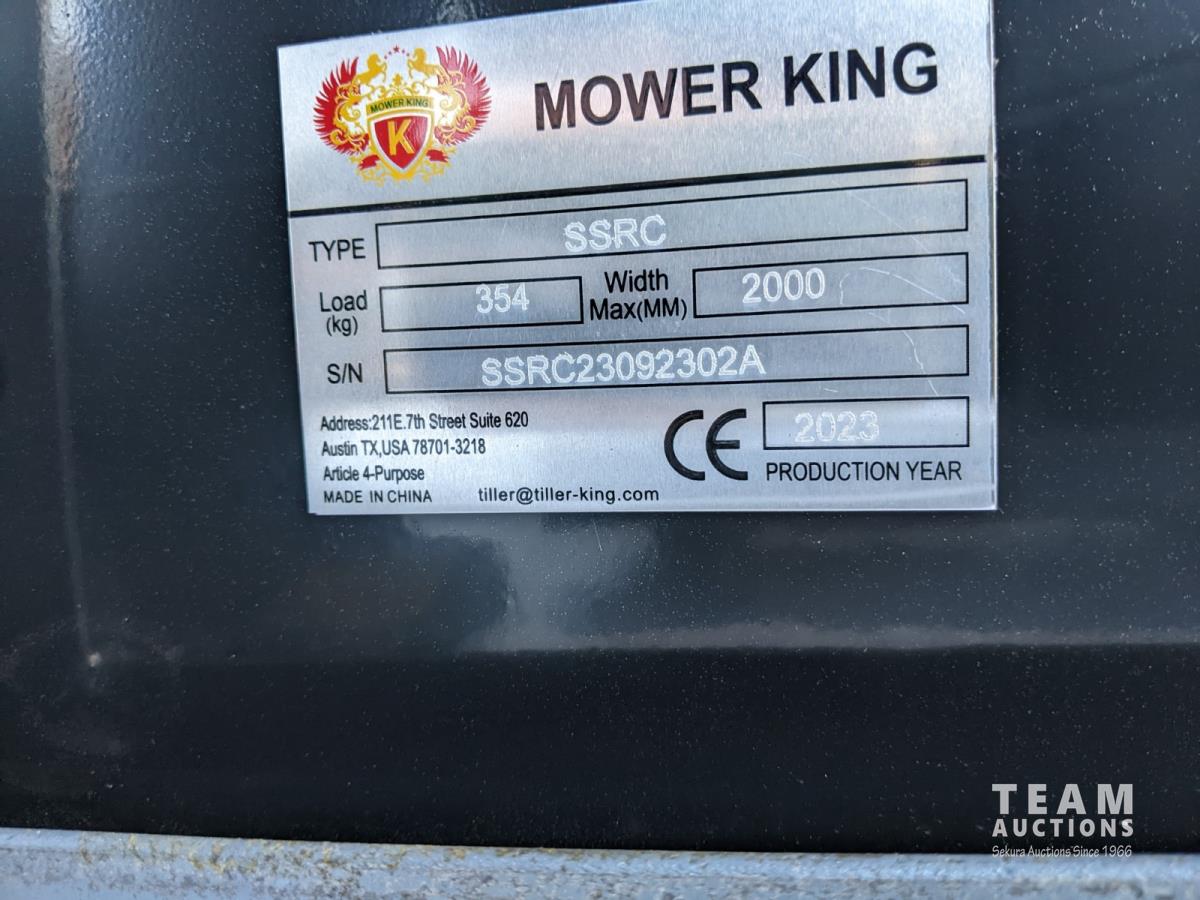 MOWER KING
K
MOWER KING
TYPE SSRC
Load (kg) 354 Width Max(MM) 2000
S/N SSRC23092302A
Address:211E.7th Street Suite 620
Austin TX,USA 78701-3218
Article 4-Purpose
MADE IN CHINA tiller@tiller-king.com
CE 2023
PRODUCTION YEAR
TEAM
AUCTIONS
Sekura Auctions Since 1966